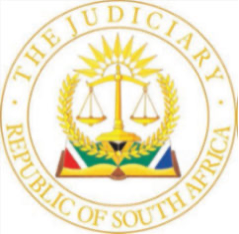 THE JUDICIARY
REPUBLIC OF SOUTH AFRICA